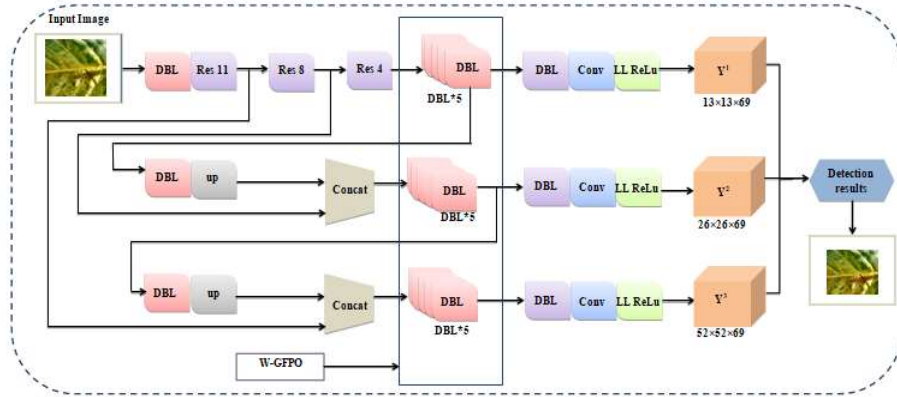 Input Image
DBL
Res 11
Res 8
Res 4
DBL
DBL*5
DBL
Conv
LL ReLu
Y1
13×13×69
DBL
up
Concat
DBL
DBL*5
DBL
Conv
LL ReLu
Y2
26×26×69
Detection
results
DBL
up
Concat
DBL
DBL*5
DBL
Conv
LL ReLu
Y3
52×52×69
W-GFPO